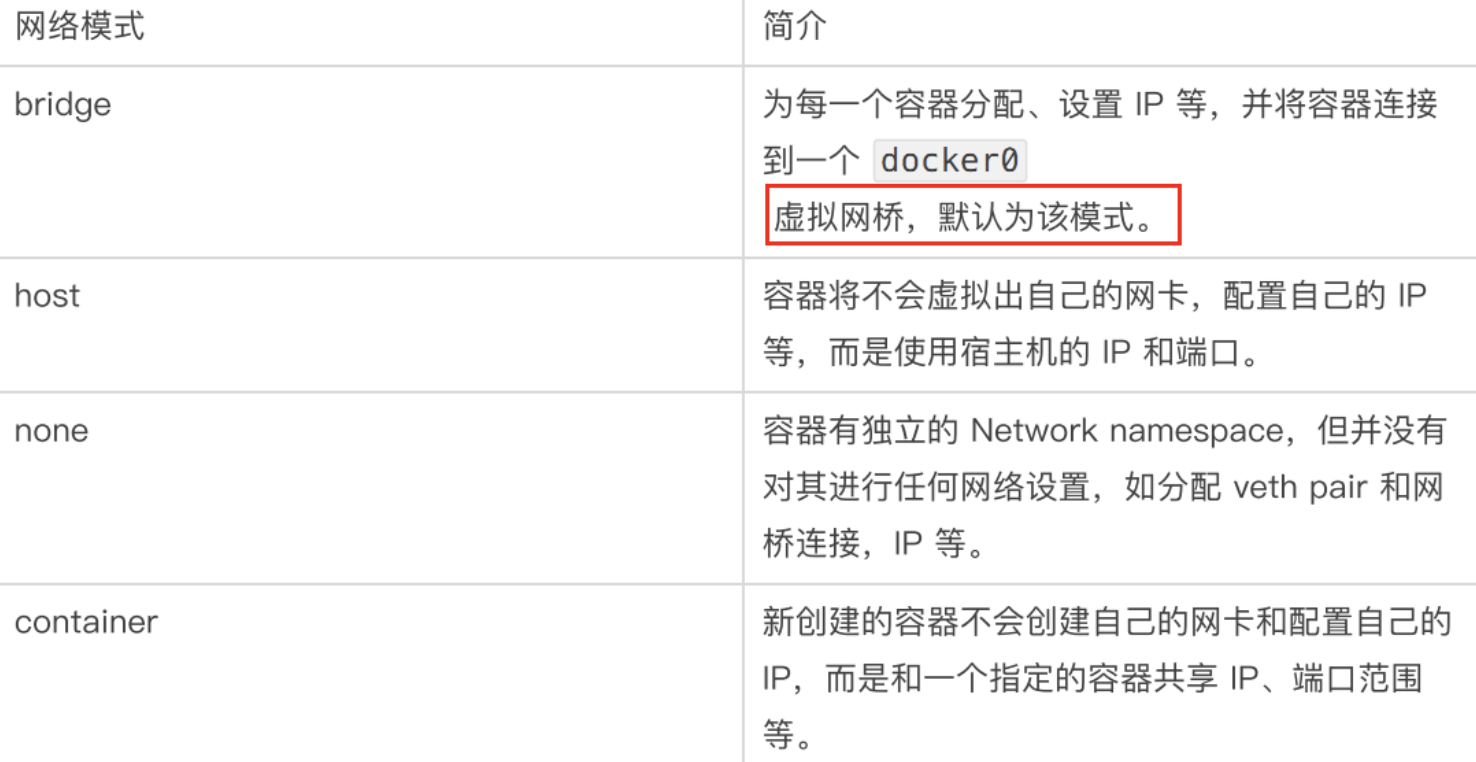 网络模式
简介
bridge
为每一个容器分配、设置 IP 等，并将容器连接
到一个 docker0
虚拟网桥，默认为该模式。
host
容器将不会虚拟出自己的网卡，配置自己的 IP
等，而是使用宿主机的 IP 和端口。
none
容器有独立的 Network namespace，但并没有
对其进行任何网络设置，如分配 veth pair 和网
桥连接，IP 等。
container
新创建的容器不会创建自己的网卡和配置自己的
IP，而是和一个指定的容器共享 IP、端口范围
等。